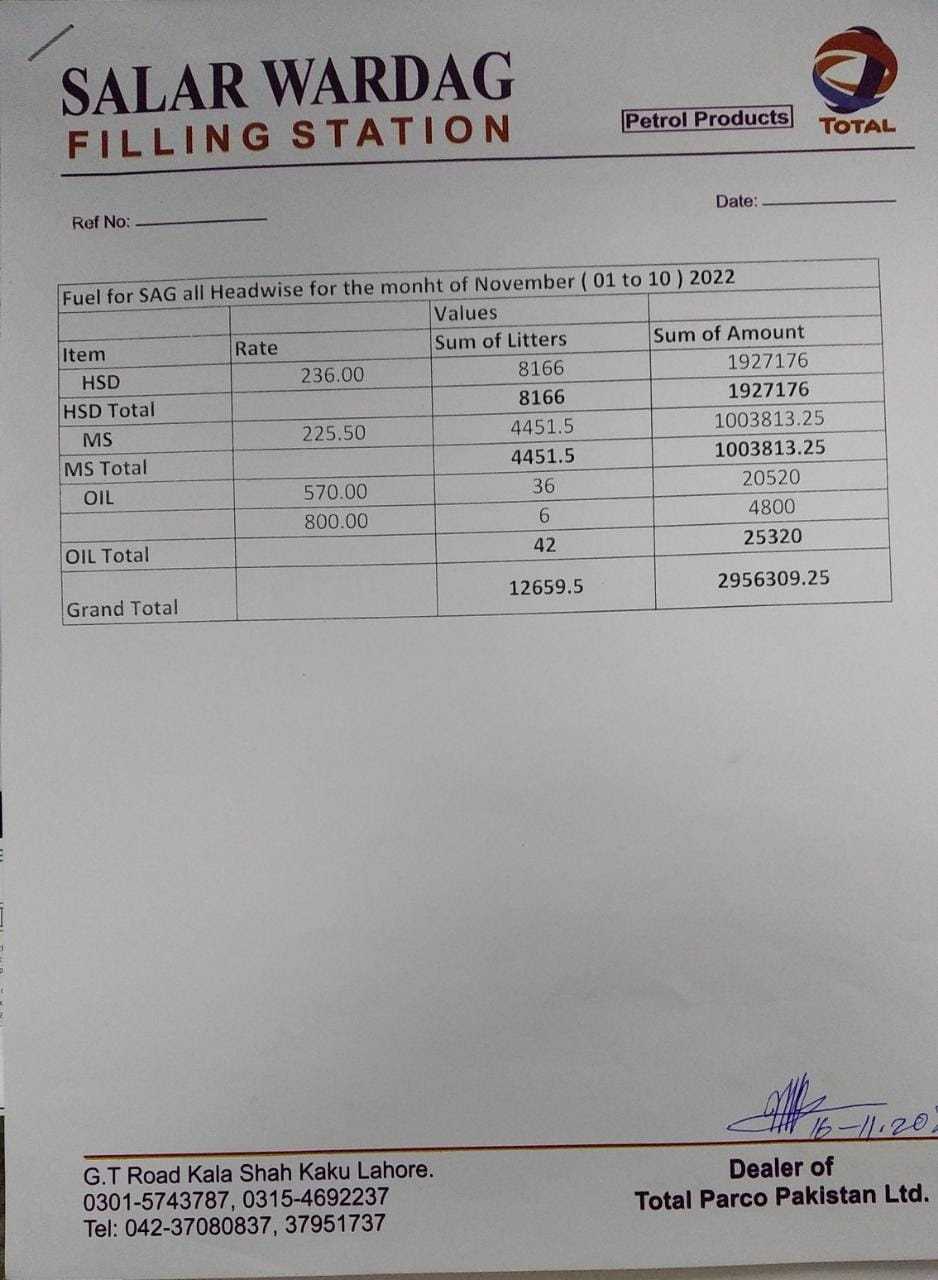 SALAR WARDAG
FILLING STATION
Petrol Products
TOTAL
Ref No:
Date:
Fuel for SAG all Headwise for the monht of November ( 01 to 10 ) 2022
Values
Item Rate Sum of Litters Sum of Amount
HSD 236.00 8166 1927176
HSD Total 8166 1927176
MS 225.50 4451.5 1003813.25
MS Total 4451.5 1003813.25
OIL 570.00 36 20520
800.00 6 4800
OIL Total 42 25320
Grand Total 12659.5 2956309.25
16-11-20
G.T Road Kala Shah Kaku Lahore.
0301-5743787, 0315-4692237
Tel: 042-37080837, 37951737
Dealer of
Total Parco Pakistan Ltd.